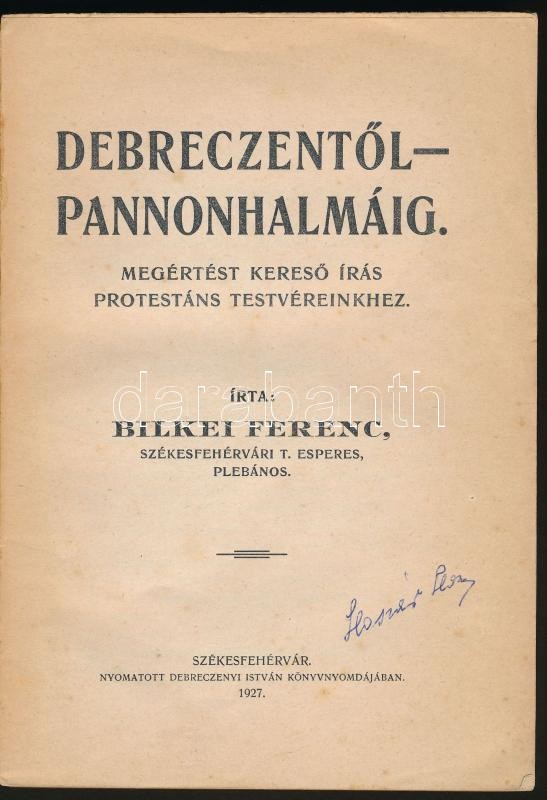 DEBRECZENTŐL—
PANNONHALMÁIG.
MEGÉRTÉST KERESŐ ÍRÁS
PROTESTÁNS TESTVÉREINKHEZ.
darabanth
ÍRTA:
BILKEI FERENC,
SZÉKESFEHÉRVÁRI T. ESPERES,
PLEBÁNOS.
SZÉKESFEHÉRVÁR.
NYOMATOTT DEBRECZENYI ISTVÁN KÖNYVNYOMDÁJÁBAN.
1927.